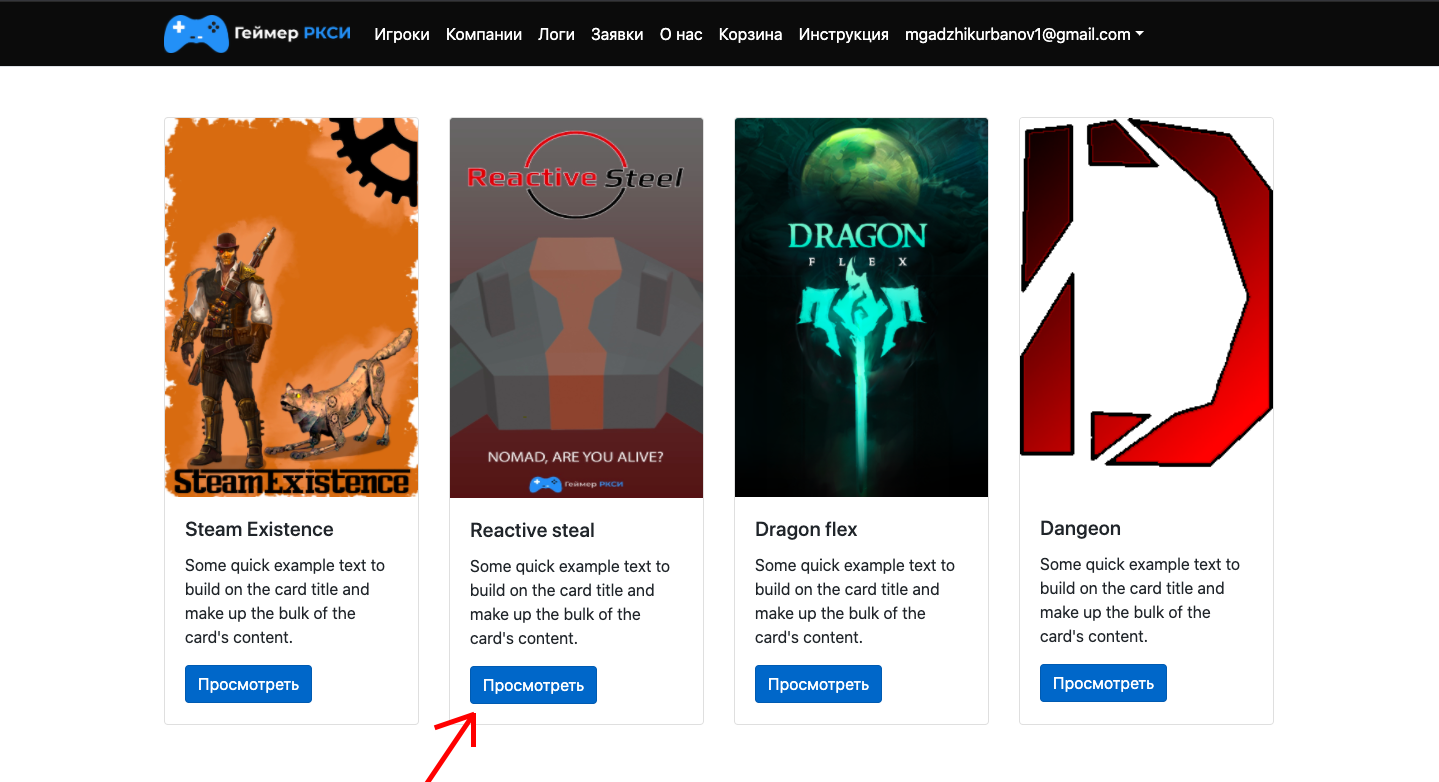 Геймер РКСИ Игроки Компании Логи Заявки О нас Корзина Инструкция mgadzhikurbanov1@gmail.com
SteamExistence
Steam Existence
Some quick example text to
build on the card title and
make up the bulk of the
card's content.
Просмотреть
Reactive Steel
NOMAD, ARE YOU ALIVE?
Геймер РКСИ
Reactive steal
Some quick example text to
build on the card title and
make up the bulk of the
card's content.
Просмотреть
DRAGON
FLEX
Dragon flex
Some quick example text to
build on the card title and
make up the bulk of the
card's content.
Просмотреть
D
Dangeon
Some quick example text to
build on the card title and
make up the bulk of the
card's content.
Просмотреть